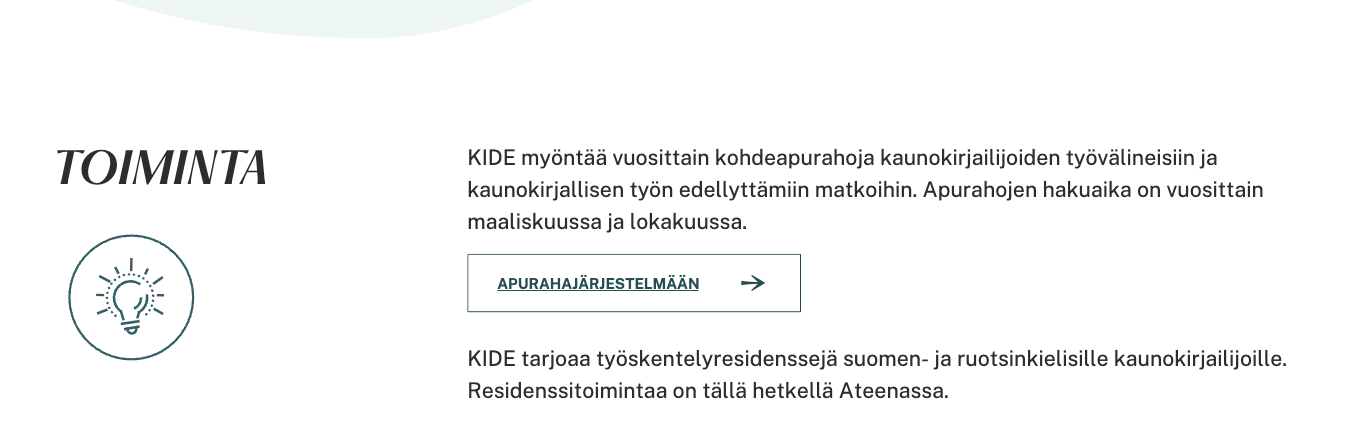 TOIMINTA
KIDE myöntää vuosittain kohdeapurahoja kaunokirjailijoiden työvälineisiin ja
kaunokirjallisen työn edellyttämiin matkoihin. Apurahojen hakuaika on vuosittain
maaliskuussa ja lokakuussa.
APURAHAJÄRJESTELMÄÄN
KIDE tarjoaa työskentelyresidenssejä suomen- ja ruotsinkielisille kaunokirjailijoille.
Residenssitoimintaa on tällä hetkellä Ateenassa.